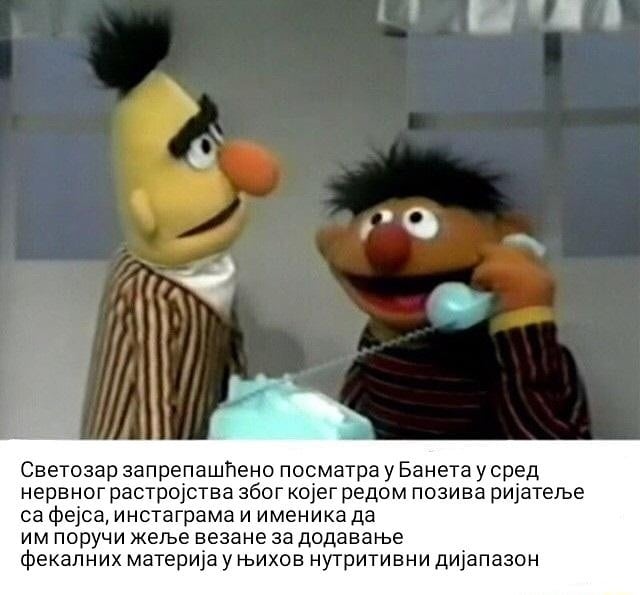 Светозар запрепашћено посматра у Банета у сред
нервног растројства због којег редом позива ријатеље
са фејса, инстаграма и именика да
им поручи жеље везане за додавање
фекалних материја у њихов нутритивни дијапазон